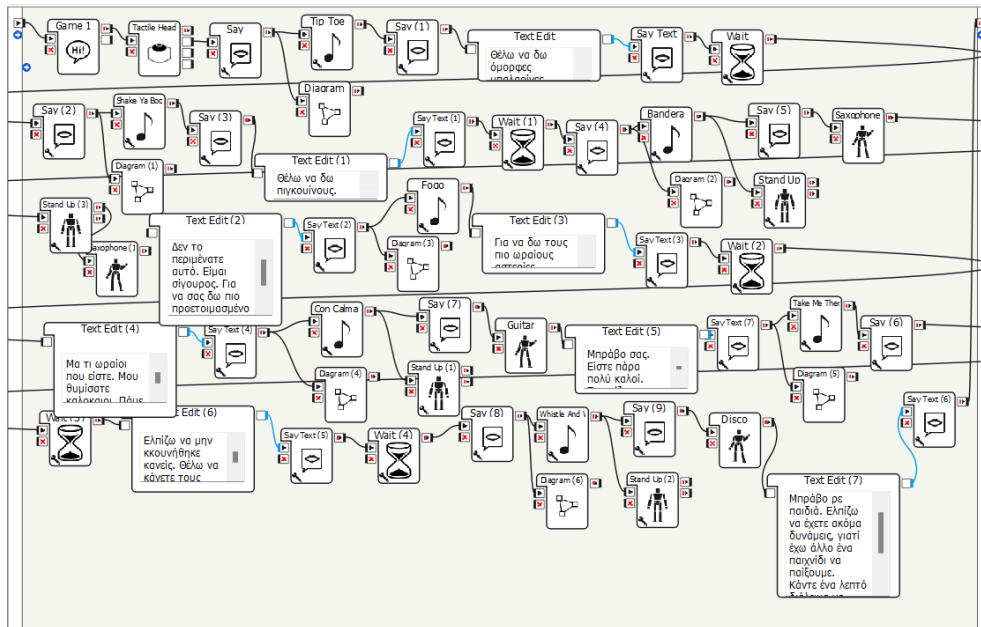 Game 1
Hi!
Tactile Head
Say
Tip Toe
Say (1)
Text Edit
Θέλω να δω
όμορφες
μπαλαρίνες
Say Text
Wait
Diagram
Say (2)
Shake Ya Boc
Say (3)
Diagram (1)
Text Edit (1)
Θέλω να δω
πιγκουίνους.
Say Text (1)
Wait (1)
Say (4)
Bandera
Say (5)
Saxophone
Diagram (2)
Stand Up
Stand Up (3)
Saxophone (1
Text Edit (2)
Δεν το
περιμένατε
αυτό. Είμαι
σίγουρος. Για
να σας δω πιο
προετοιμασμένο
Say Text (2)
Fogo
Diagram (3)
Text Edit (3)
Για να δω τους
πιο ωραίους
αστερίες
Say Text (3)
Wait (2)
Text Edit (4)
Μα τι ωραίοι
που είστε. Μου
θυμίσατε
καλοκαίρι. Πάμε
Say Text (4)
Con Calma
Diagram (4)
Say (7)
Stand Up (1)
Guitar
Text Edit (5)
Μπράβο σας.
Είστε πάρα
πολύ καλοί.
Say Text (7)
Take Me Ther
Say (6)
Diagram (5)
Wait (3)
Text Edit (6)
Ελπίζω να μην
κκουνήθηκε
κανείς. Θέλω να
κάνετε τους
Say Text (5)
Wait (4)
Say (8)
Whistle And V
Diagram (6)
Say (9)
Stand Up (2)
Disco
Text Edit (7)
Μπράβο ρε
παιδιά. Ελπίζω
να έχετε ακόμα
δυνάμεις, γιατί
έχω άλλο ένα
παιχνίδι να
παίξουμε.
Κάντε ένα λεπτό
Say Text (6)